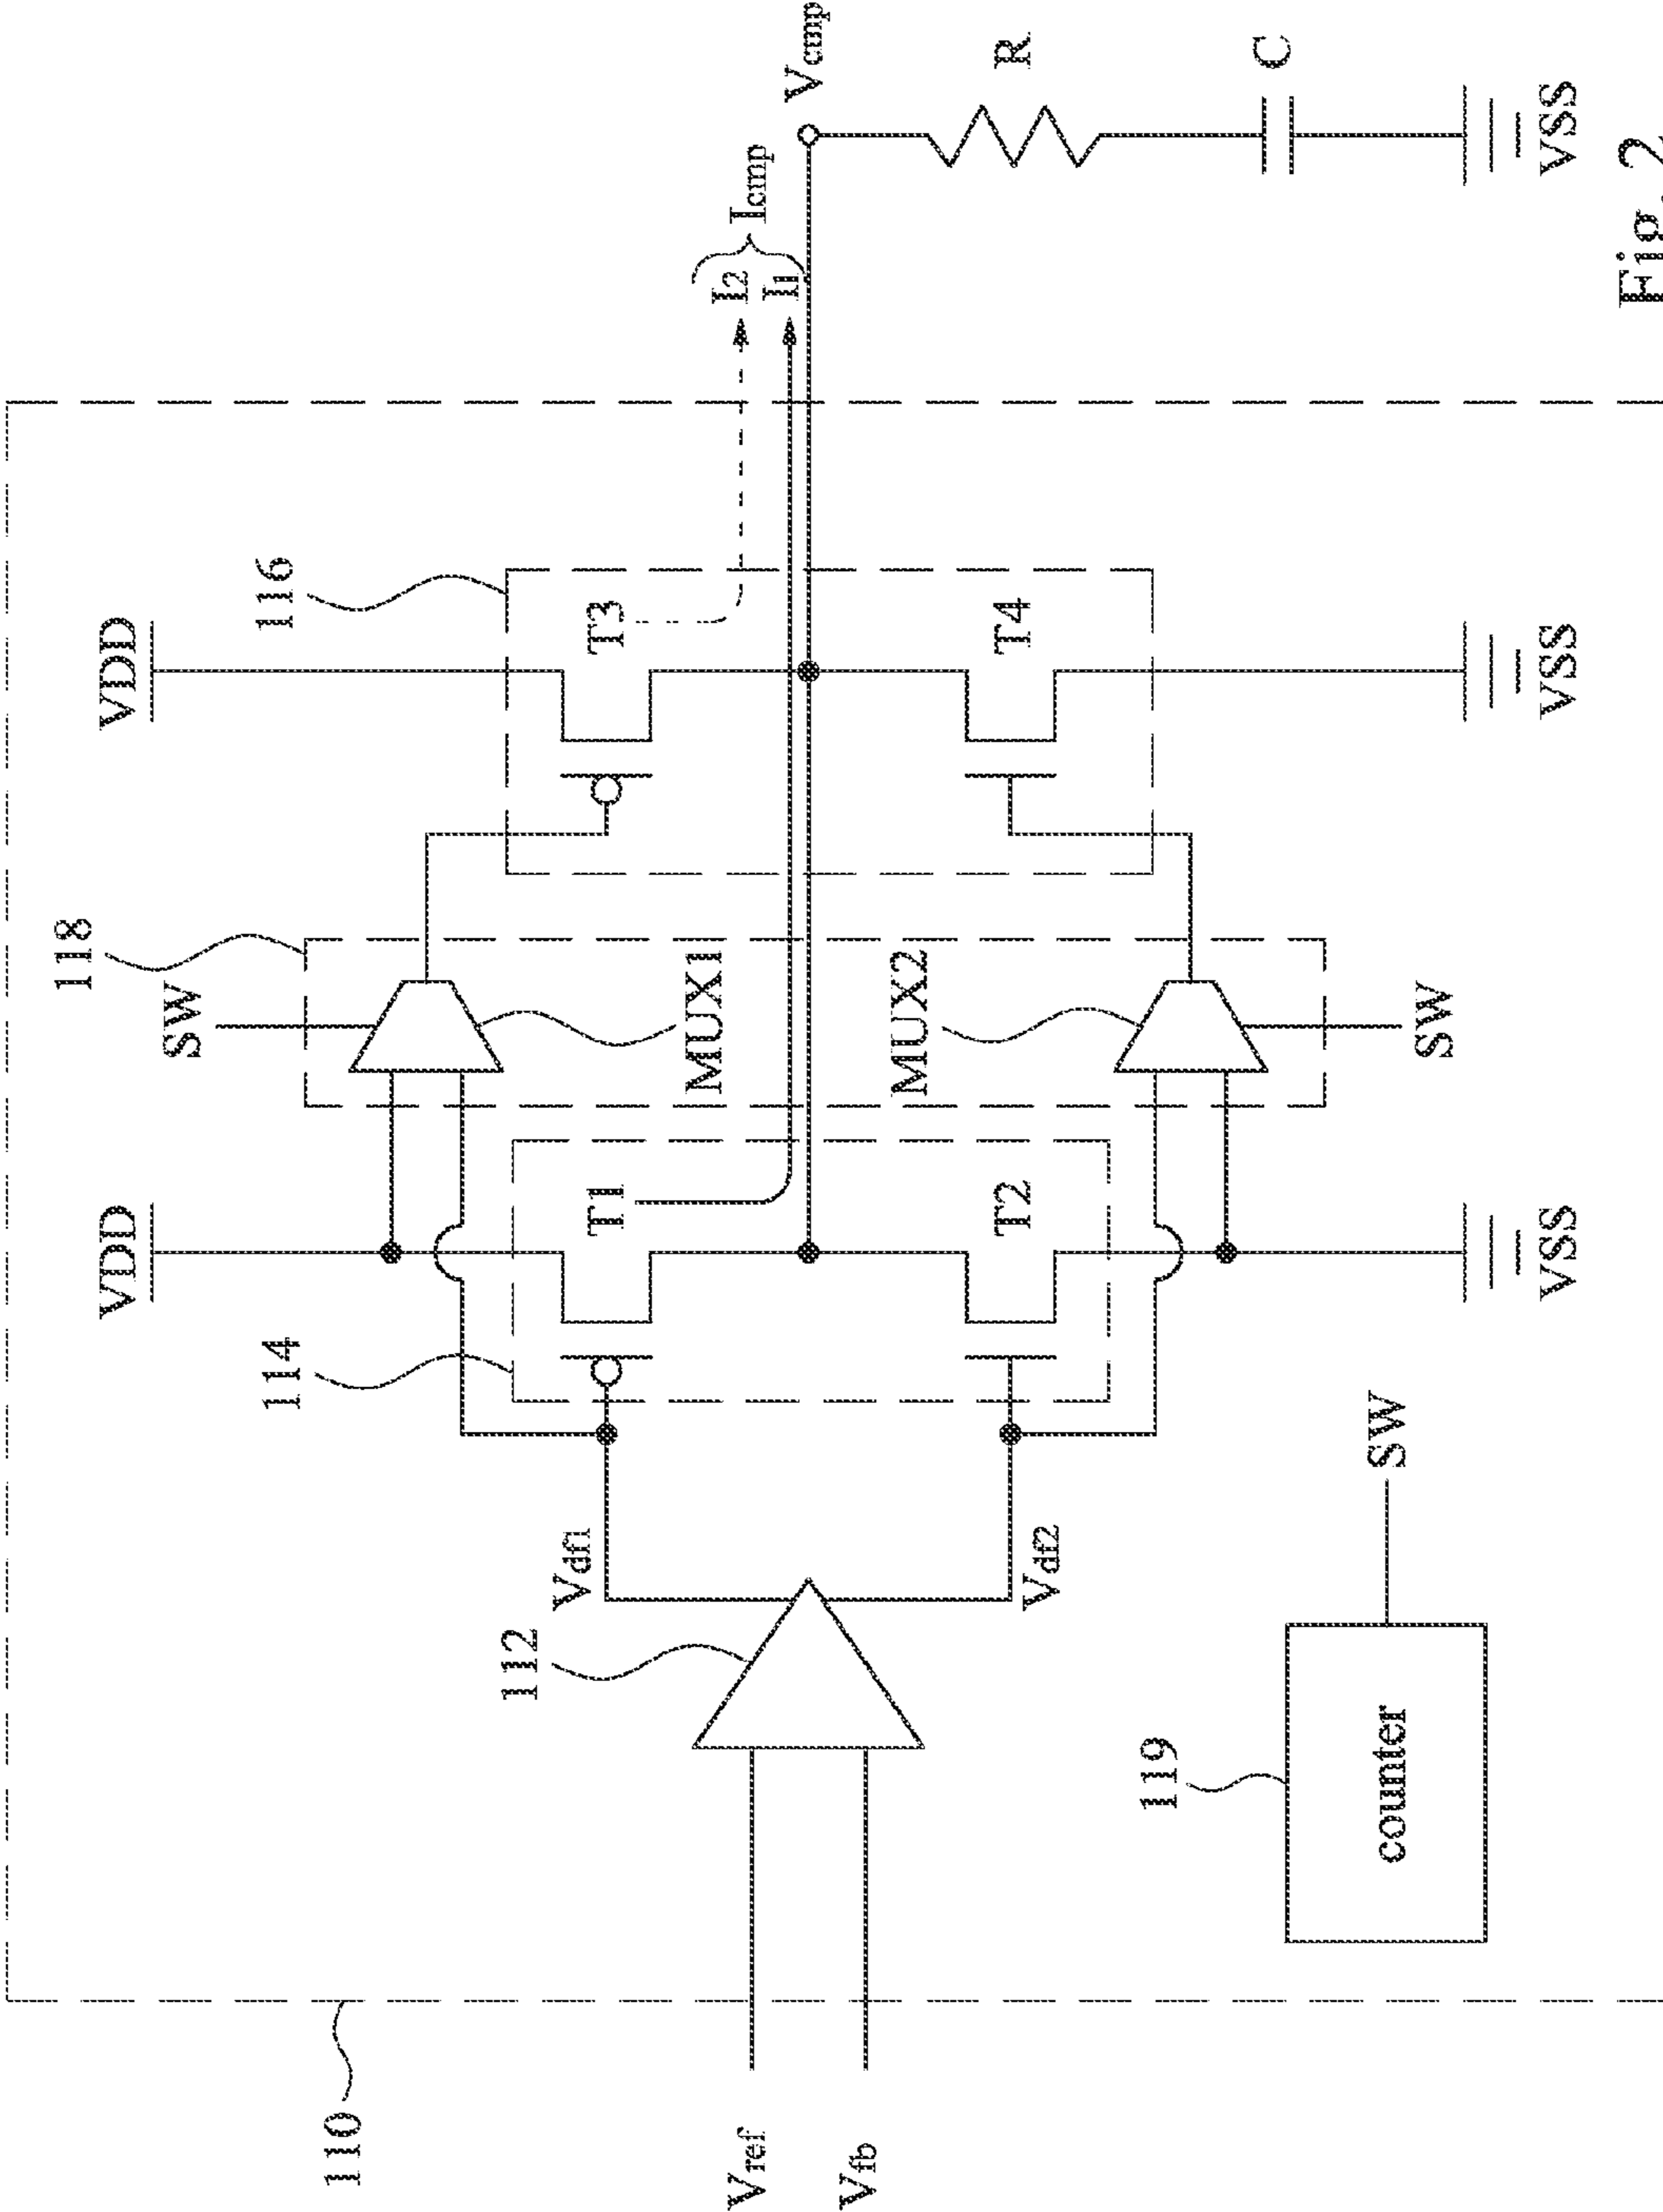 110
Vref
Vfb
112
Vdf1
Vdf2
119
counter
SW
114
VDD
T1
T2
VSS
118
SW
MUX1
MUX2
SW
116
VDD
T3
T4
VSS
I2
I1
Icmp
Vcmp
R
C
VSS
Fig. 2